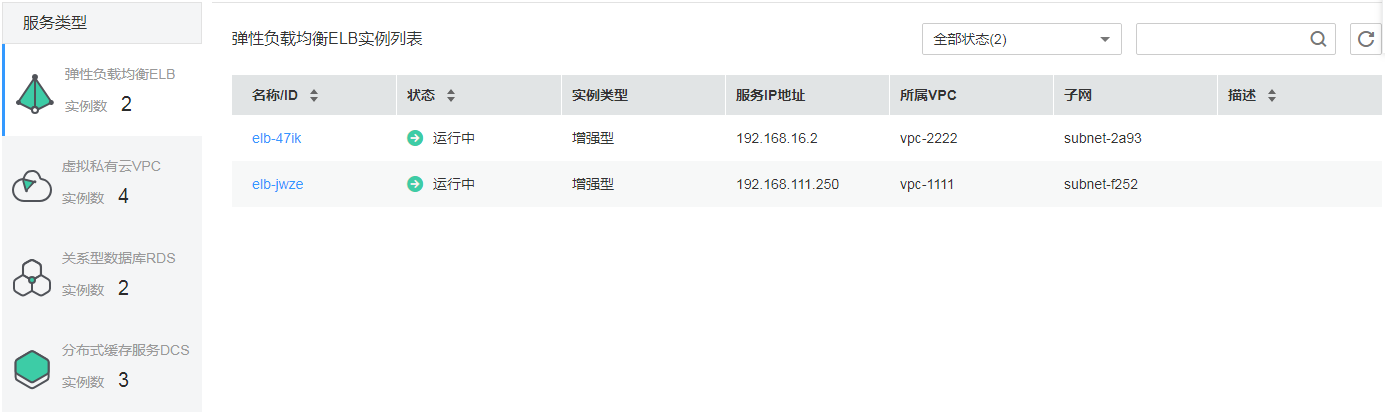 服务类型
弹性负载均衡ELB
实例数 2
虚拟私有云VPC
实例数 4
关系型数据库RDS
实例数 2
分布式缓存服务DCS
实例数 3
弹性负载均衡ELB实例列表
全部状态(2)
名称/ID 状态 实例类型 服务IP地址 所属VPC 子网 描述
elb-47ik 运行中 增强型 192.168.16.2 vpc-2222 subnet-2a93
elb-jwze 运行中 增强型 192.168.111.250 vpc-1111 subnet-f252